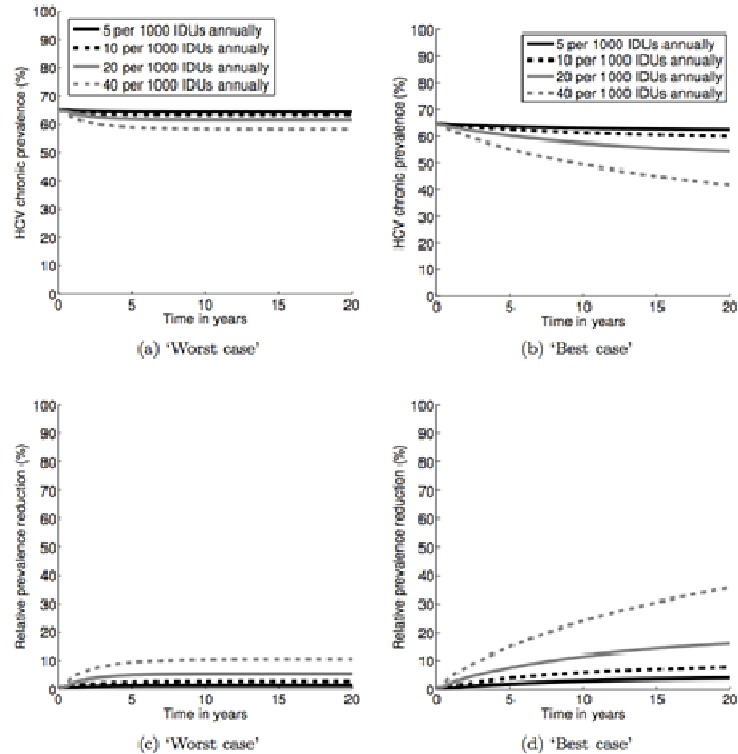 5 per 1000 IDUs annually
10 per 1000 IDUs annually
20 per 1000 IDUs annually
40 per 1000 IDUs annually
HCV chronic prevalence (%)
100
90
80
70
60
50
40
30
20
10
0
0 5 10 15 20
Time in years
(a) ‘Worst case’
5 per 1000 IDUs annually
10 per 1000 IDUs annually
20 per 1000 IDUs annually
40 per 1000 IDUs annually
HCV chronic prevalence (%)
100
90
80
70
60
50
40
30
20
10
0
0 5 10 15 20
Time in years
(b) ‘Best case’
Relative prevalence reduction (%)
100
90
80
70
60
50
40
30
20
10
0
0 5 10 15 20
Time in years
(c) ‘Worst case’
Relative prevalence reduction (%)
100
90
80
70
60
50
40
30
20
10
0
0 5 10 15 20
Time in years
(d) ‘Best case’